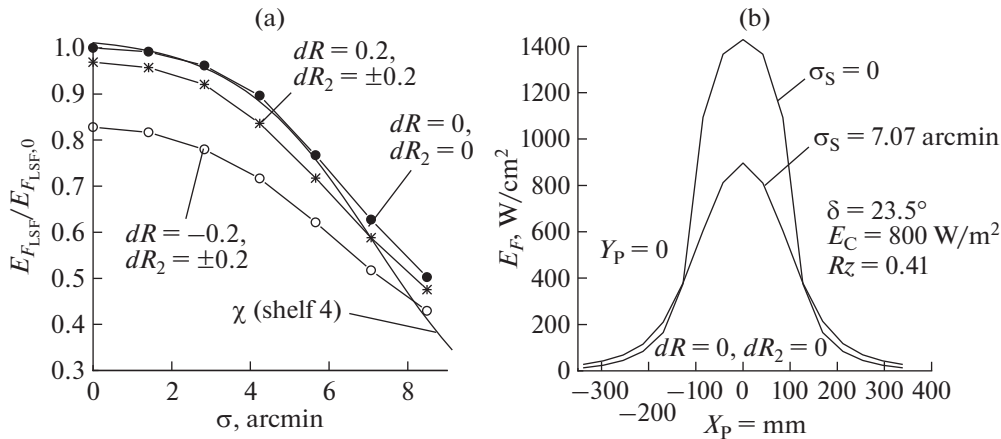 (a)
1.0
0.9
0.8
0.7
0.6
0.5
0.4
0.3
E_{F_{LSF}}/E_{F_{LSF},0}
0
2
4
6
8
σ, arcmin
dR = 0.2,
dR₂ = ±0.2
dR = 0,
dR₂ = 0
dR = −0.2,
dR₂ = ±0.2
χ (shelf 4)
(b)
1400
1200
1000
800
600
400
200
0
E_F, W/cm²
σ_S = 0
σ_S = 7.07 arcmin
δ = 23.5°
E_C = 800 W/m²
Rz = 0.41
Y_P = 0
dR = 0, dR₂ = 0
−300
−200
−100
0
100
200
300
400
X_P = mm